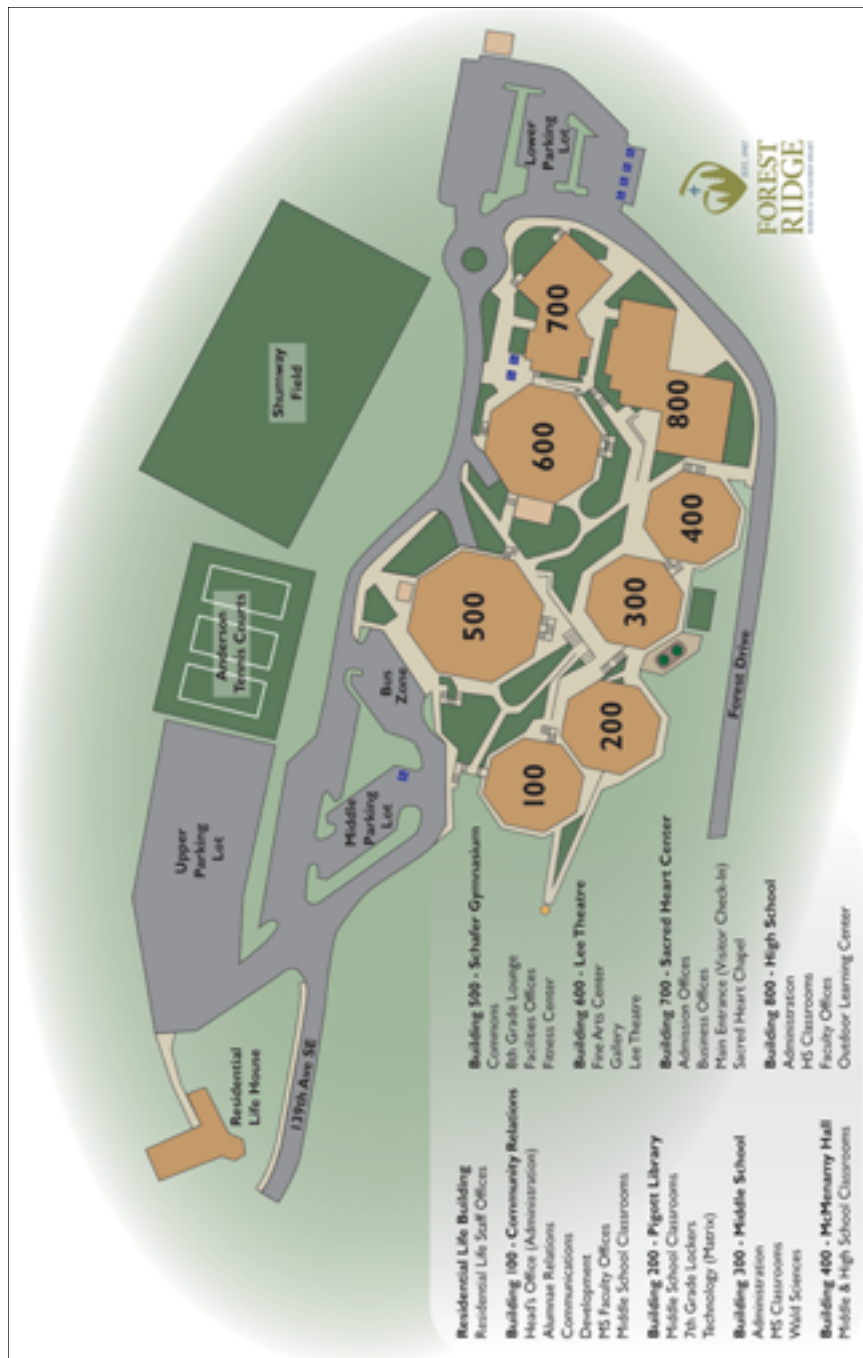 Residential
Life House
139th Ave SE
Upper
Parking
Lot
Middle
Parking
Lot
Bus
Zone
Anderson
Tennis Courts
Shumway
Field
Lower
Parking
Lot
100
200
300
400
500
600
700
800
Forest Drive
FOREST
RIDGE
Residential Life Building
Residential Life Staff Offices
Building 100 - Community Relations
Head's Office (Administration)
Alumnae Relations
Communications
Development
MS Faculty Offices
Middle School Classrooms
Building 200 - Pigott Library
Middle School Classrooms
7th Grade Lockers
Technology (Matrix)
Building 300 - Middle School
Administration
MS Classrooms
Wald Sciences
Building 400 - McMenamy Hall
Middle & High School Classrooms
Building 500 - Schafer Gymnasium
Commons
8th Grade Lounge
Facilities Offices
Fitness Center
Building 600 - Lee Theatre
Fine Arts Center
Gallery
Lee Theatre
Building 700 - Sacred Heart Center
Admission Offices
Business Offices
Main Entrance (Visitor Check-In)
Sacred Heart Chapel
Building 800 - High School
Administration
HS Classrooms
Faculty Offices
Outdoor Learning Center